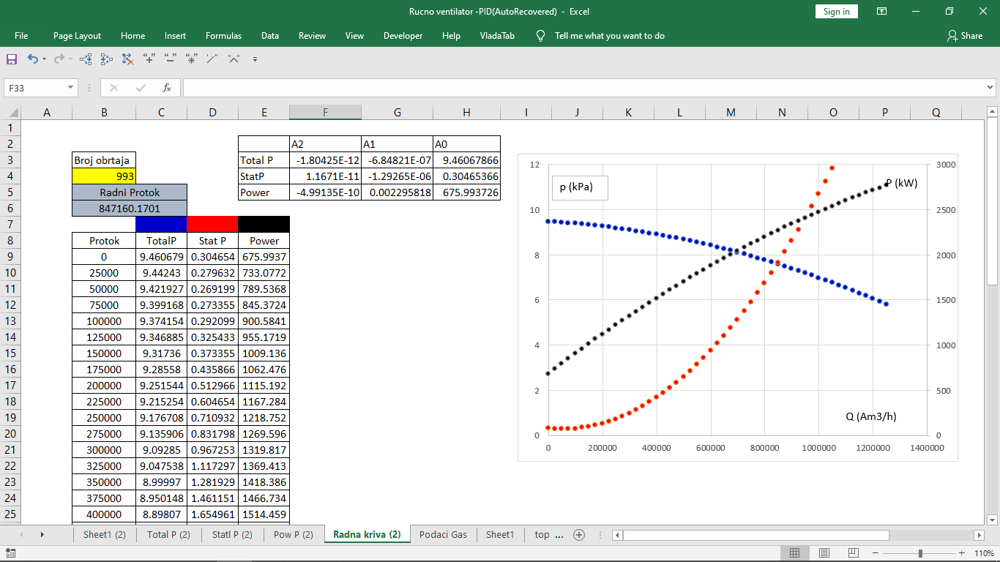 Rucno ventilator -PID(AutoRecovered) - Excel
Sign in
File Page Layout Home Insert Formulas Data Review View Developer Help VladaTab Tell me what you want to do Share
F33 fx
A B C D E F G H I J K L M N O P Q
1
2 A2 A1 A0
3 Broj obrtaja Total P -1.80425E-12 -6.84821E-07 9.46067866
4 993 StatP 1.1671E-11 -1.29265E-06 0.30465366
5 Radni Protok Power -4.99135E-10 0.002295818 675.993726
6 847160.1701
7
8 Protok TotalP Stat P Power
9 0 9.460679 0.304654 675.9937
10 25000 9.44243 0.279632 733.0772
11 50000 9.421927 0.269199 789.5368
12 75000 9.399168 0.273355 845.3724
13 100000 9.374154 0.292099 900.5841
14 125000 9.346885 0.325433 955.1719
15 150000 9.31736 0.373355 1009.136
16 175000 9.28558 0.435866 1062.476
17 200000 9.251544 0.512966 1115.192
18 225000 9.215254 0.604654 1167.284
19 250000 9.176708 0.710932 1218.752
20 275000 9.135906 0.831798 1269.596
21 300000 9.09285 0.967253 1319.817
22 325000 9.047538 1.117297 1369.413
23 350000 8.99997 1.281929 1418.386
24 375000 8.950148 1.461151 1466.734
25 400000 8.89807 1.654961 1514.459
12 3000
p (kPa) P (kW)
10 2500
8 2000
6 1500
4 1000
2 500
Q (Am3/h)
0 0
0 200000 400000 600000 800000 1000000 1200000 1400000
Sheet1 (2) Total P (2) Statl P (2) Pow P (2) Radna kriva (2) Podaci Gas Sheet1 top ...
110%